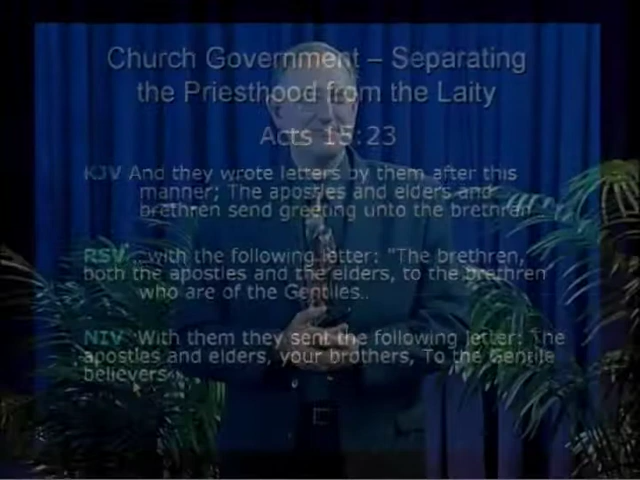 Church Government – Separating
the Priesthood from the Laity
Acts 15:23
KJV And they wrote letters by them after this
manner; The apostles and elders and
brethren send greeting unto the brethren
RSV ..with the following letter: "The brethren,
both the apostles and the elders, to the brethren
who are of the Gentiles..
NIV With them they sent the following letter: The
apostles and elders, your brothers, To the Gentile
believers